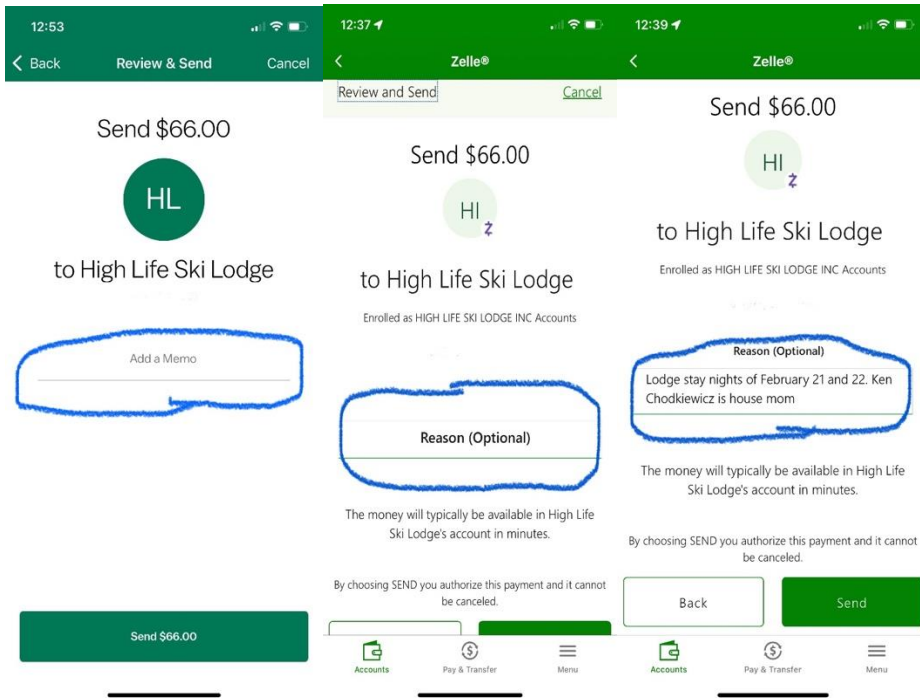 12:53
Back Review & Send Cancel
Send $66.00
HL
to High Life Ski Lodge
Add a Memo
Send $66.00
12:37
Zelle®
Review and Send Cancel
Send $66.00
HI
to High Life Ski Lodge
Enrolled as HIGH LIFE SKI LODGE INC Accounts
Reason (Optional)
The money will typically be available in High Life
Ski Lodge's account in minutes.
By choosing SEND you authorize this payment and it cannot
be canceled.
Accounts Pay & Transfer Menu
12:39
Zelle®
Send $66.00
HI
to High Life Ski Lodge
Enrolled as HIGH LIFE SKI LODGE INC Accounts
Reason (Optional)
Lodge stay nights of February 21 and 22. Ken
Chodkiewicz is house mom
The money will typically be available in High Life
Ski Lodge's account in minutes.
By choosing SEND you authorize this payment and it cannot
be canceled.
Back Send
Accounts Pay & Transfer Menu